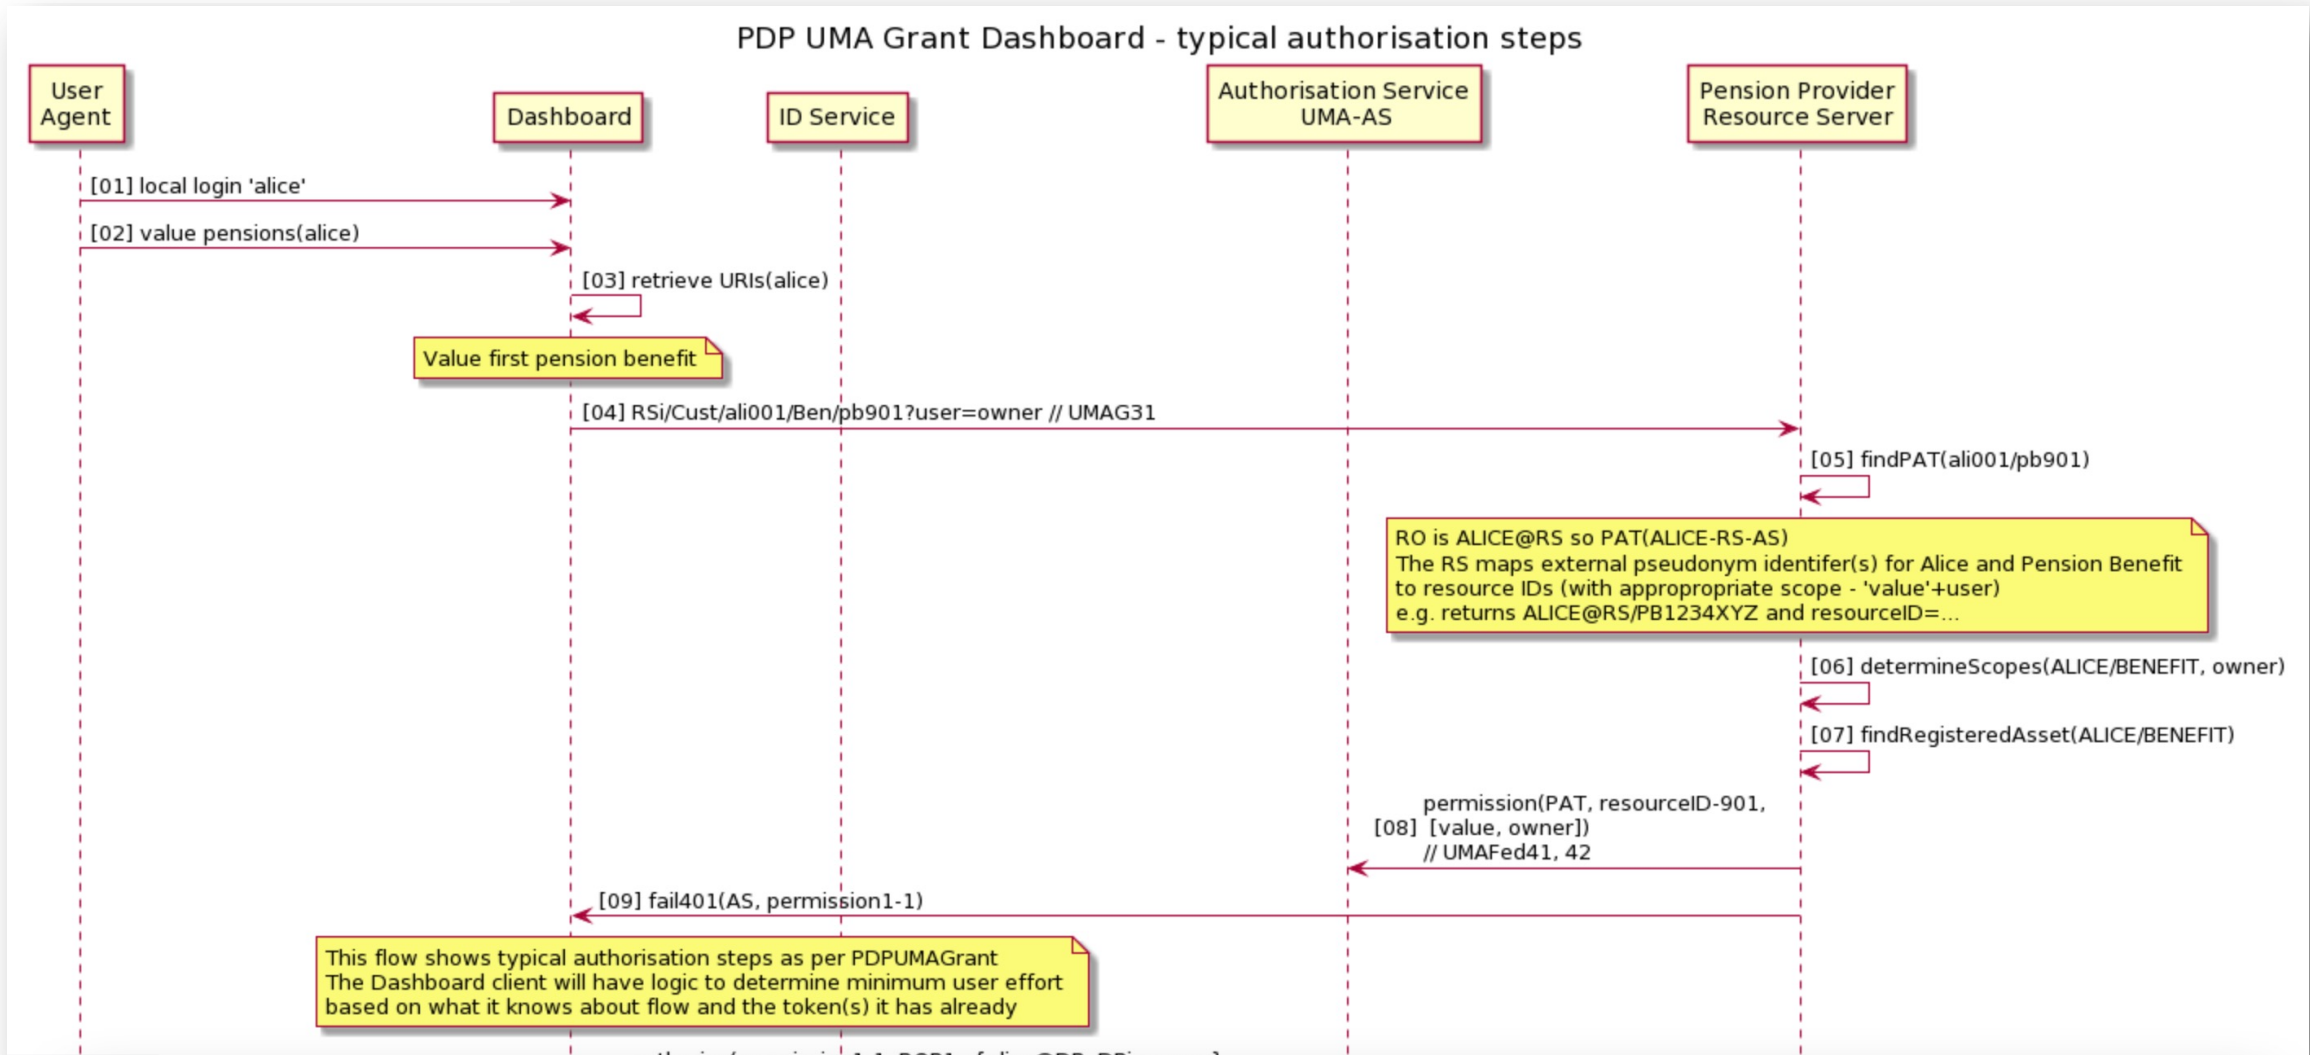 PDP UMA Grant Dashboard - typical authorisation steps
User
Agent
Dashboard
ID Service
Authorisation Service
UMA-AS
Pension Provider
Resource Server
[01] local login 'alice'
[02] value pensions(alice)
[03] retrieve URIs(alice)
Value first pension benefit
[04] RSi/Cust/ali001/Ben/pb901?user=owner // UMAG31
[05] findPAT(ali001/pb901)
RO is ALICE@RS so PAT(ALICE-RS-AS)
The RS maps external pseudonym identifer(s) for Alice and Pension Benefit
to resource IDs (with appropropriate scope - 'value'+user)
e.g. returns ALICE@RS/PB1234XYZ and resourceID=...
[06] determineScopes(ALICE/BENEFIT, owner)
[07] findRegisteredAsset(ALICE/BENEFIT)
permission(PAT, resourceID-901,
[08] [value, owner])
// UMAFed41, 42
[09] fail401(AS, permission1-1)
This flow shows typical authorisation steps as per PDPUMAGrant
The Dashboard client will have logic to determine minimum user effort
based on what it knows about flow and the token(s) it has already